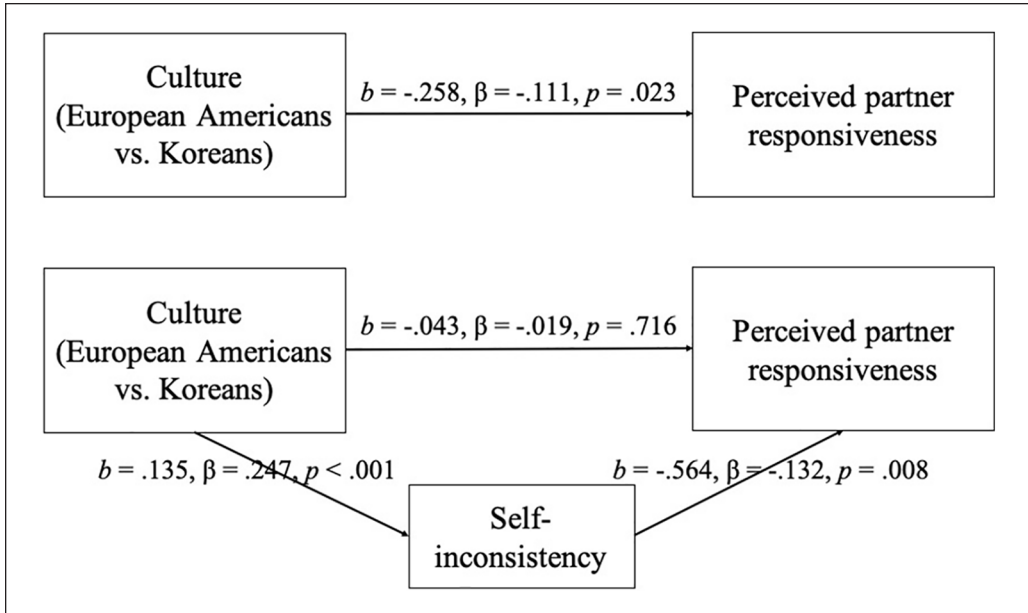 Culture
(European Americans
vs. Koreans)
b = -.258, β = -.111, p = .023
Perceived partner
responsiveness
Culture
(European Americans
vs. Koreans)
b = -.043, β = -.019, p = .716
Perceived partner
responsiveness
b = .135, β = .247, p < .001
b = -.564, β = -.132, p = .008
Self-
inconsistency